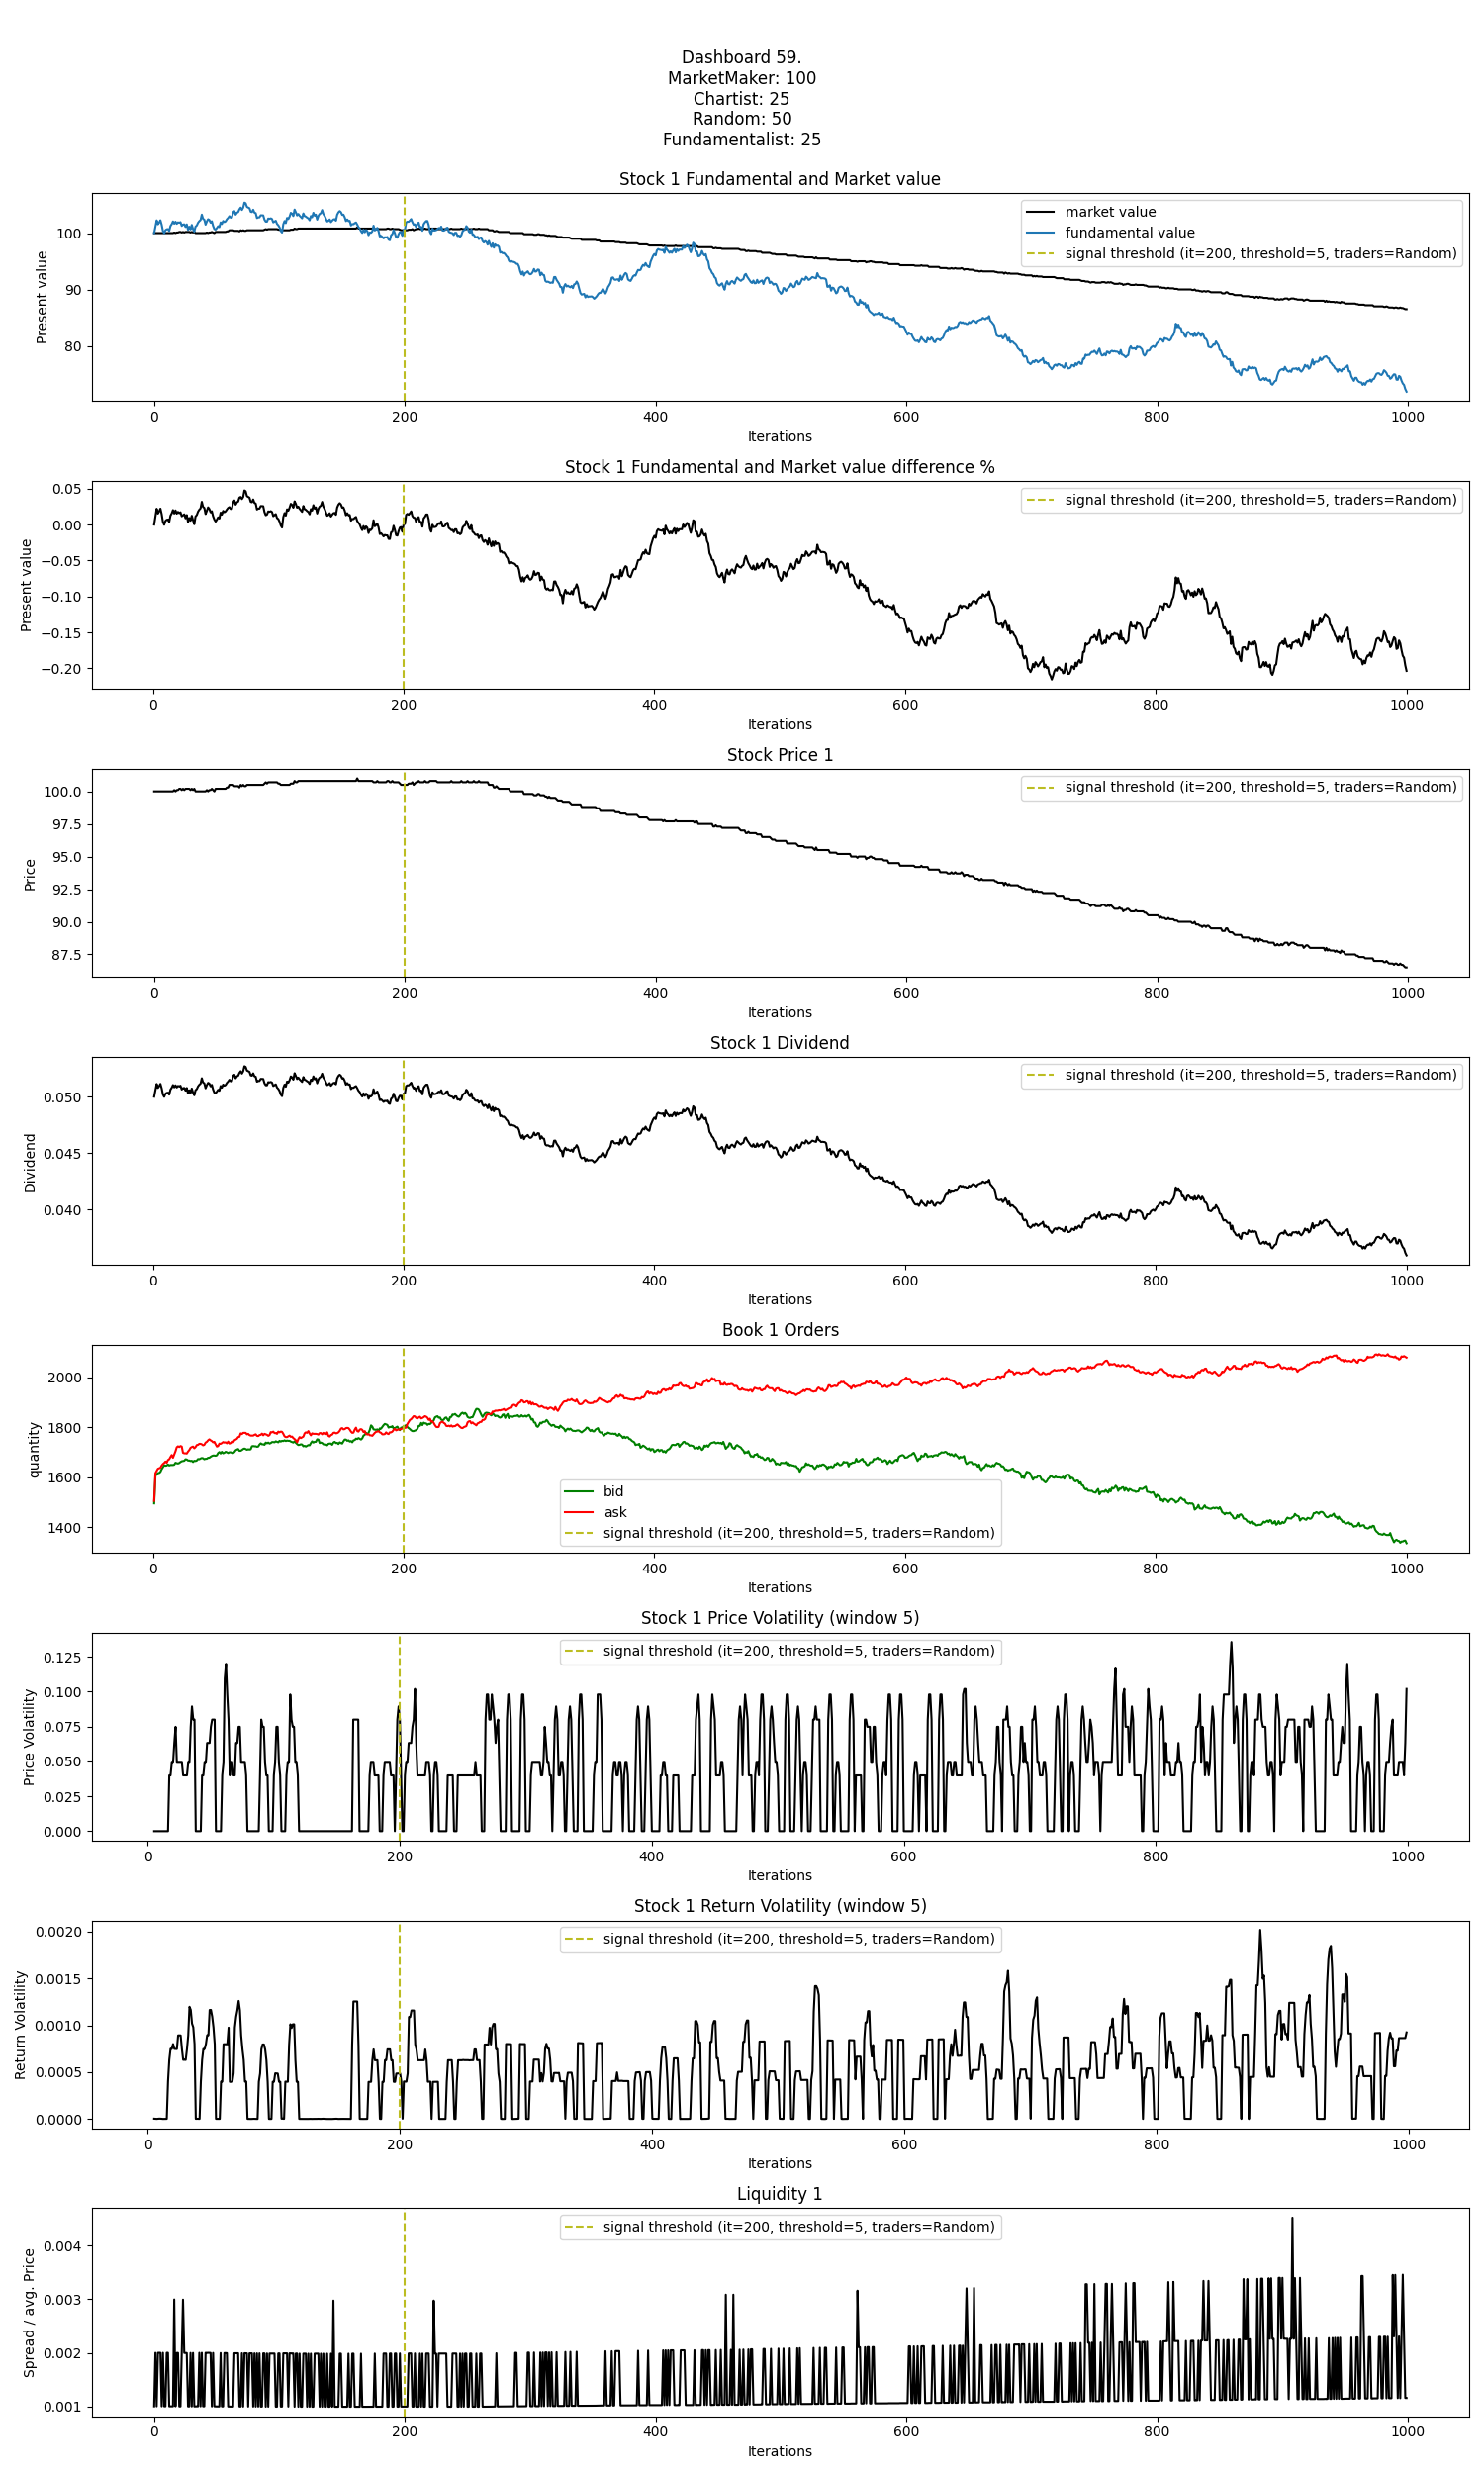 Dashboard 59.
MarketMaker: 100
Chartist: 25
Random: 50
Fundamentalist: 25
Stock 1 Fundamental and Market value
Present value
100
90
80
market value
fundamental value
signal threshold (it=200, threshold=5, traders=Random)
0 200 400 600 800 1000
Iterations
Stock 1 Fundamental and Market value difference %
Present value
0.05
0.00
−0.05
−0.10
−0.15
−0.20
signal threshold (it=200, threshold=5, traders=Random)
0 200 400 600 800 1000
Iterations
Stock Price 1
Price
100.0
97.5
95.0
92.5
90.0
87.5
signal threshold (it=200, threshold=5, traders=Random)
0 200 400 600 800 1000
Iterations
Stock 1 Dividend
Dividend
0.050
0.045
0.040
signal threshold (it=200, threshold=5, traders=Random)
0 200 400 600 800 1000
Iterations
Book 1 Orders
quantity
2000
1800
1600
1400
bid
ask
signal threshold (it=200, threshold=5, traders=Random)
0 200 400 600 800 1000
Iterations
Stock 1 Price Volatility (window 5)
Price Volatility
0.125
0.100
0.075
0.050
0.025
0.000
signal threshold (it=200, threshold=5, traders=Random)
0 200 400 600 800 1000
Iterations
Stock 1 Return Volatility (window 5)
Return Volatility
0.0020
0.0015
0.0010
0.0005
0.0000
signal threshold (it=200, threshold=5, traders=Random)
0 200 400 600 800 1000
Iterations
Liquidity 1
Spread / avg. Price
0.004
0.003
0.002
0.001
signal threshold (it=200, threshold=5, traders=Random)
0 200 400 600 800 1000
Iterations